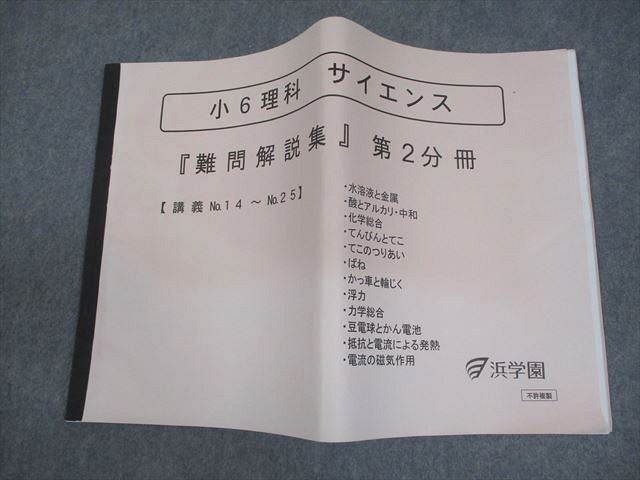 小6理科 サイエンス
『難問解説集』 第2分冊
【講義 No.14 ～ No.25】
・水溶液と金属
・酸とアルカリ・中和
・化学総合
・てんびんとてこ
・てこのつりあい
・ばね
・かっ車と輪じく
・浮力
・力学総合
・豆電球とかん電池
・抵抗と電流による発熱
・電流の磁気作用
浜学園
不許複製